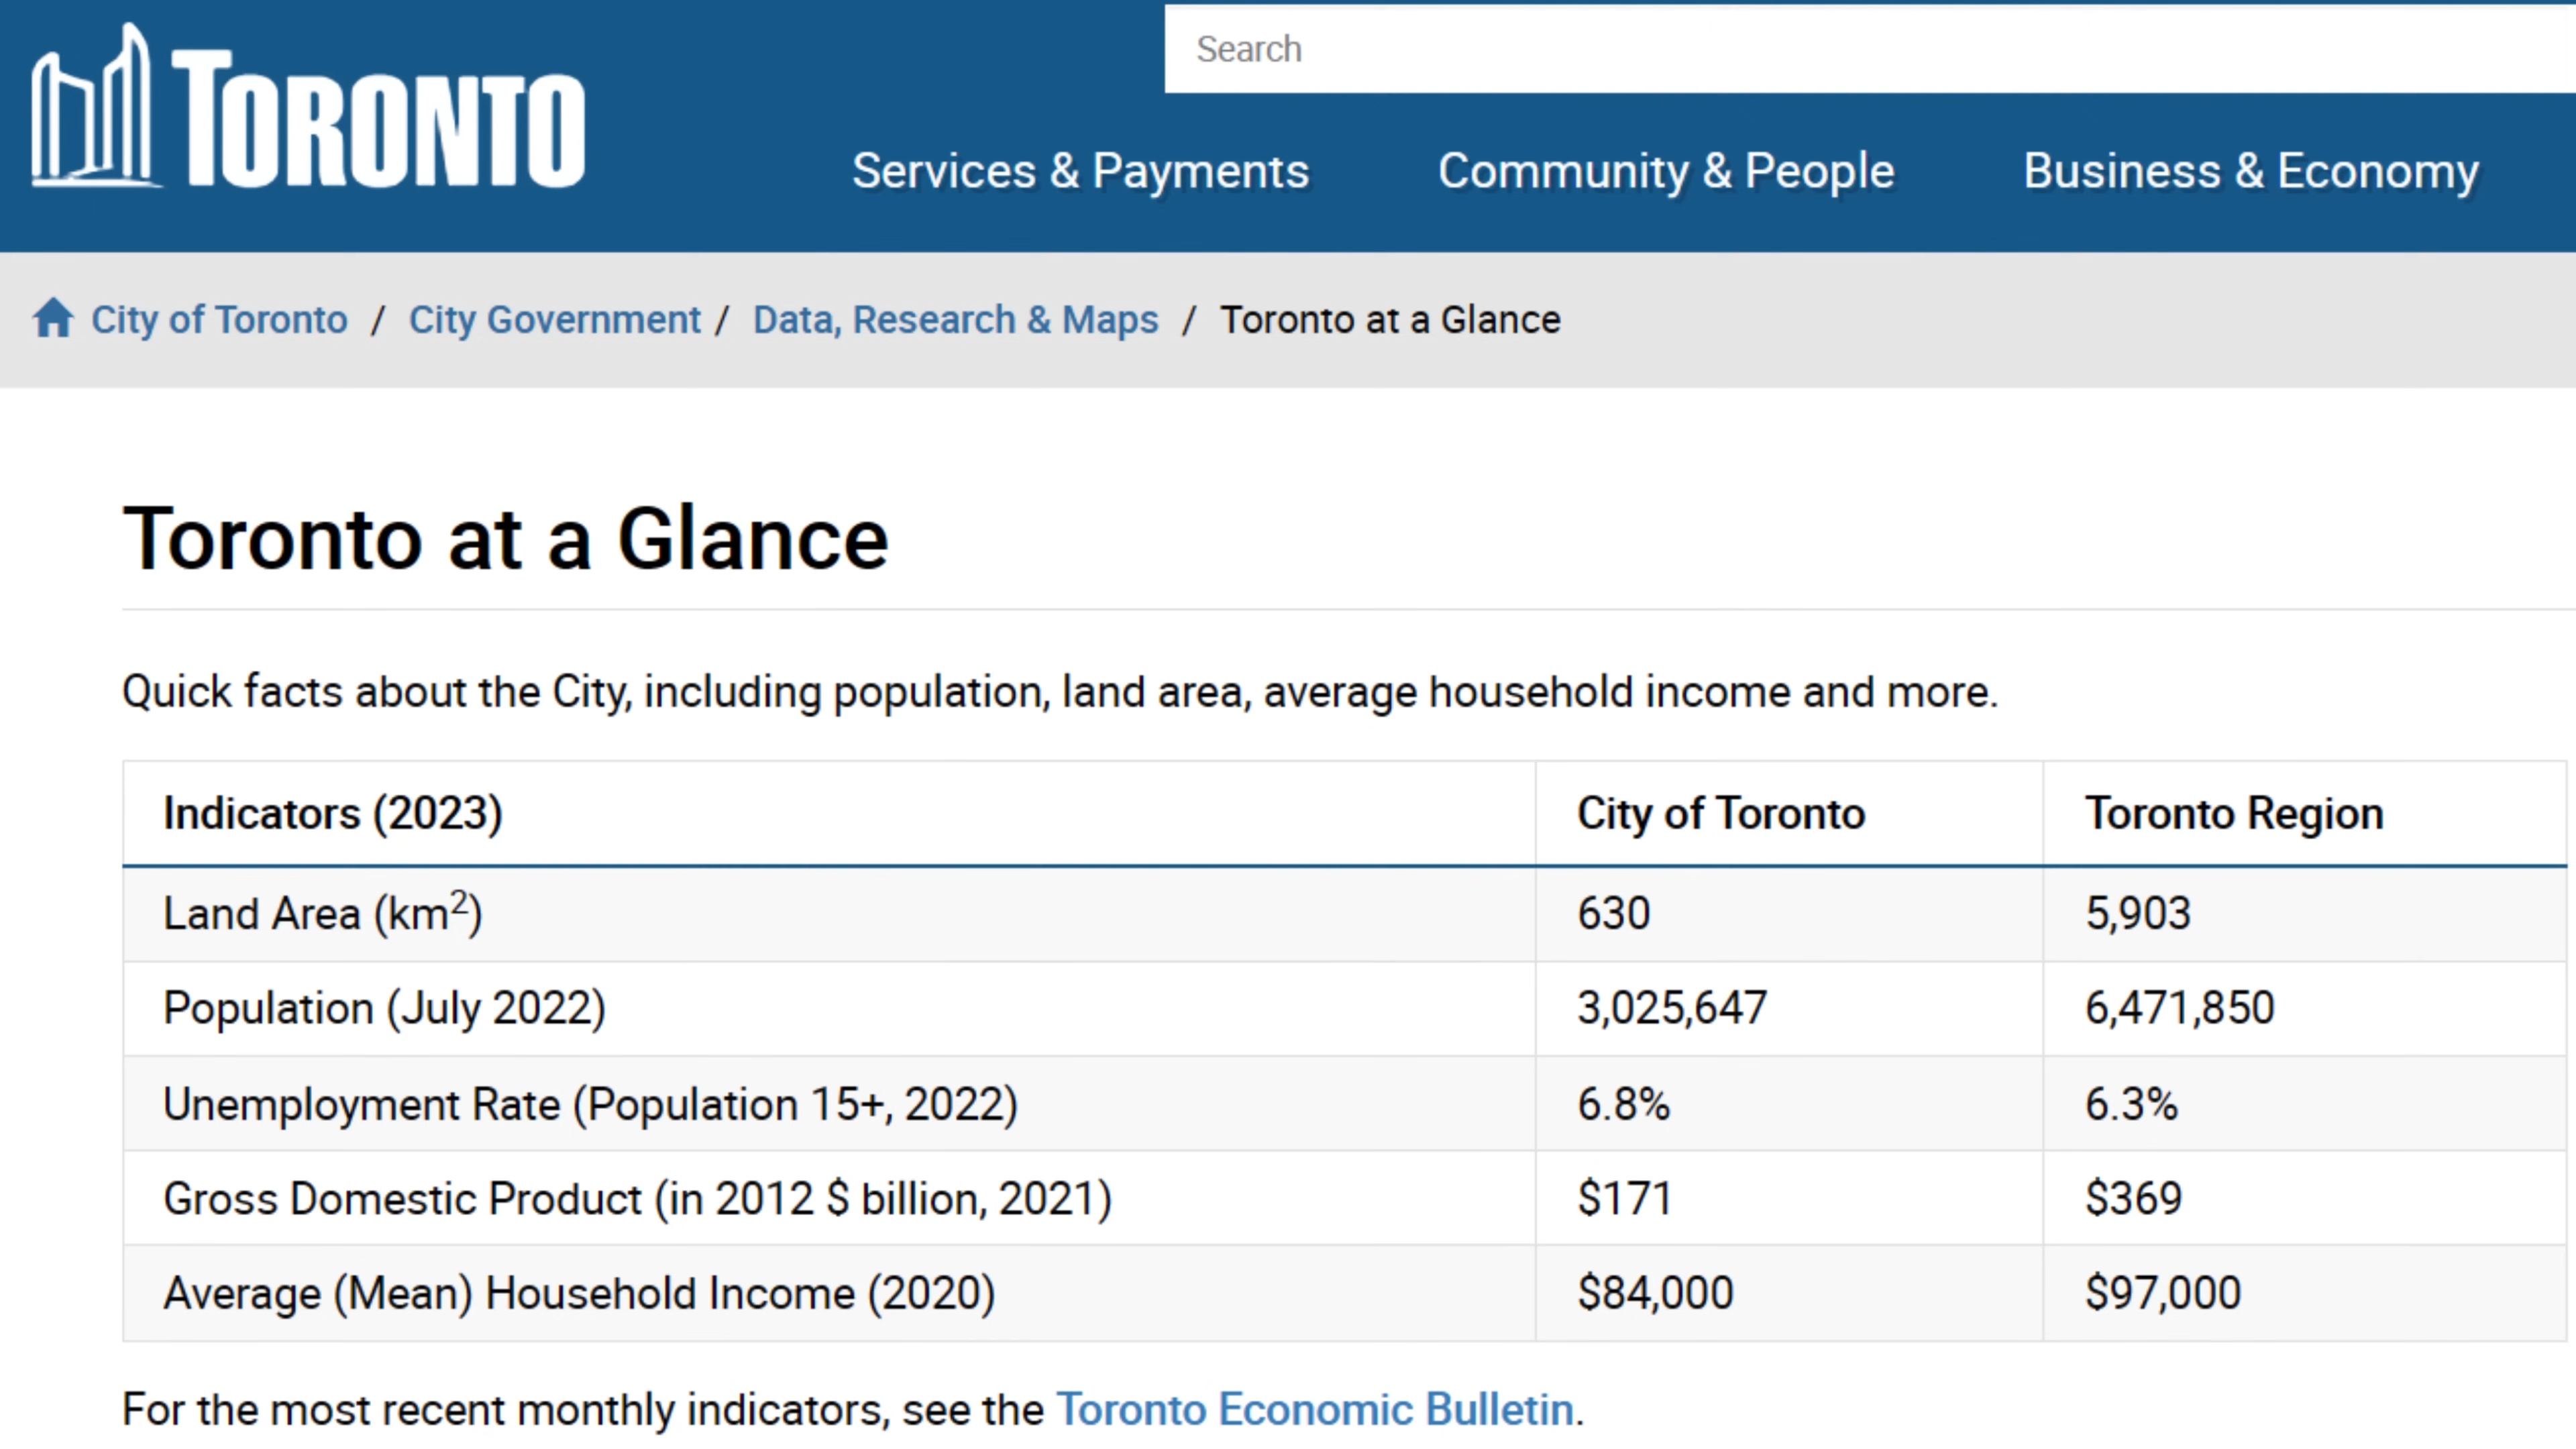 TORONTO
Search
Services & Payments Community & People Business & Economy
City of Toronto / City Government / Data, Research & Maps / Toronto at a Glance
Toronto at a Glance
Quick facts about the City, including population, land area, average household income and more.
Indicators (2023) City of Toronto Toronto Region
Land Area (km²) 630 5,903
Population (July 2022) 3,025,647 6,471,850
Unemployment Rate (Population 15+, 2022) 6.8% 6.3%
Gross Domestic Product (in 2012 $ billion, 2021) $171 $369
Average (Mean) Household Income (2020) $84,000 $97,000
For the most recent monthly indicators, see the Toronto Economic Bulletin.